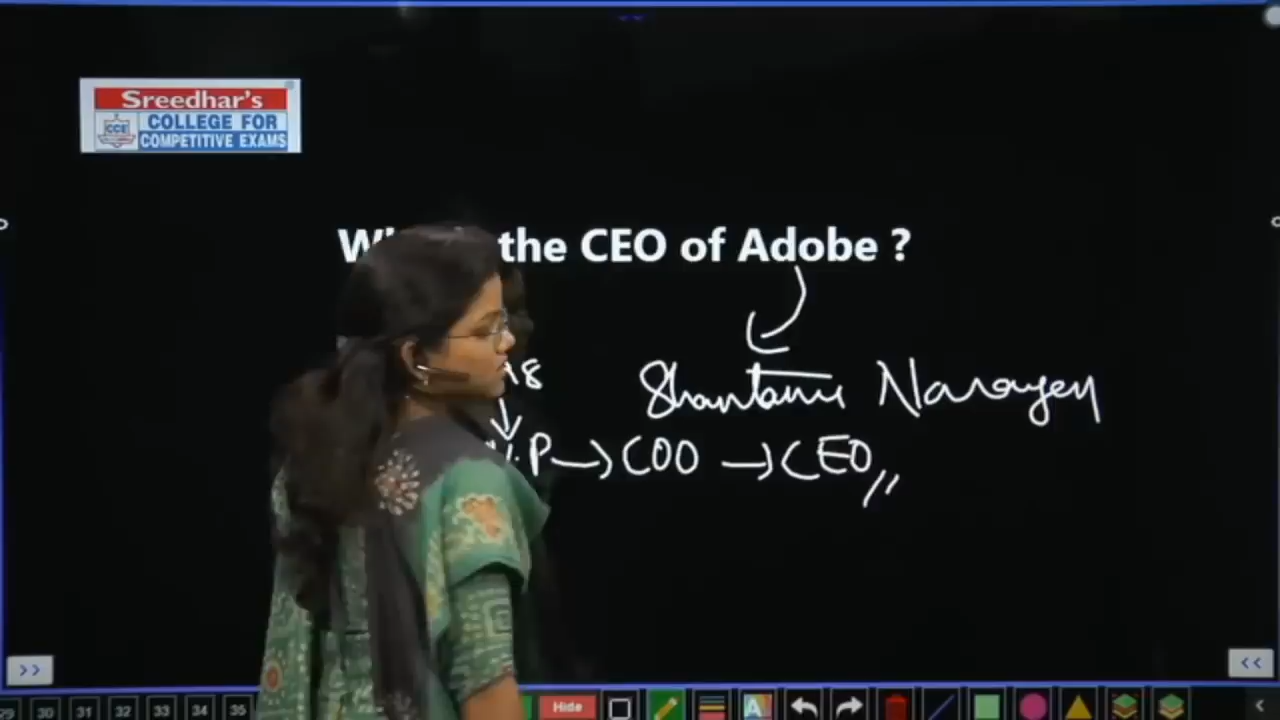 Sreedhar's
CCE
COLLEGE FOR
COMPETITIVE EXAMS
the CEO of Adobe ?
Shantanu Narayen
P → COO → CEO
>>
<<
29 30 31 32 33 34 35
Hide
A
<